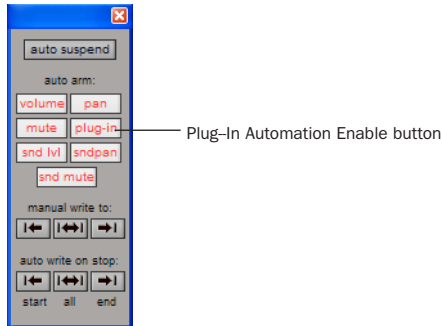 auto suspend
auto arm:
volume pan
mute plug-in
Plug–In Automation Enable button
snd lvl sndpan
snd mute
manual write to:
auto write on stop:
start all end